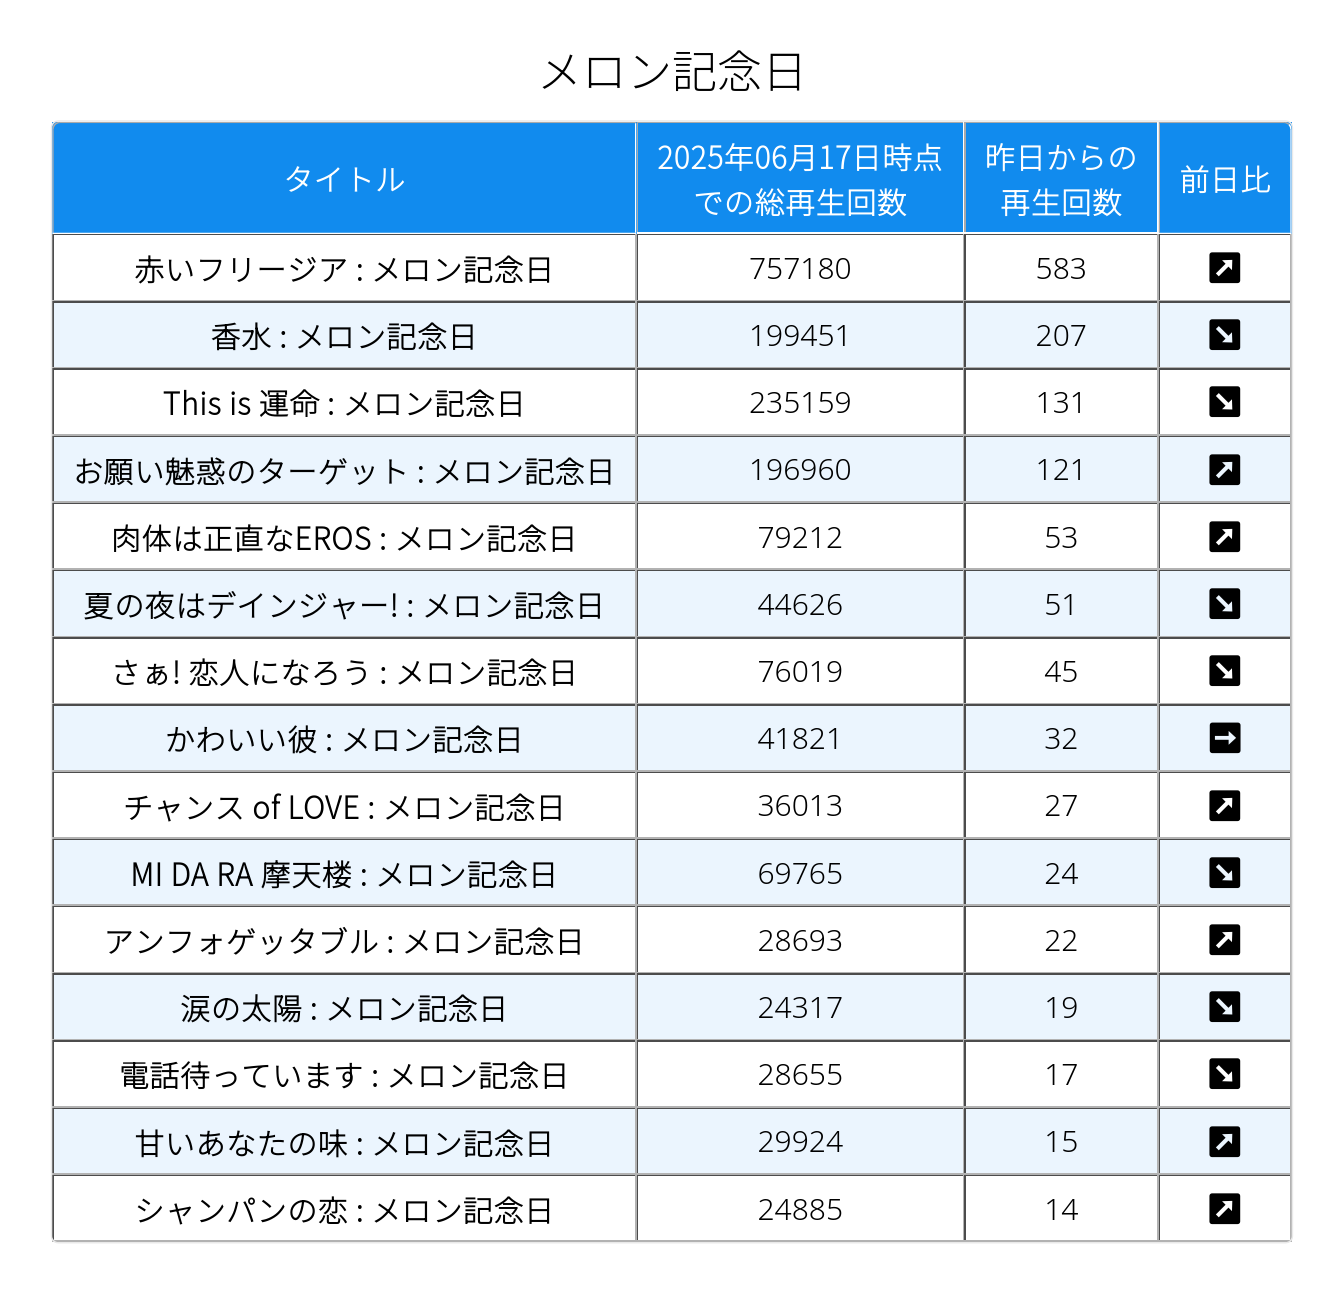 メロン記念日
タイトル 2025年06月17日時点での総再生回数 昨日からの再生回数 前日比
赤いフリージア : メロン記念日 757180 583 ↗
香水 : メロン記念日 199451 207 ↘
This is 運命 : メロン記念日 235159 131 ↘
お願い魅惑のターゲット : メロン記念日 196960 121 ↗
肉体は正直なEROS : メロン記念日 79212 53 ↗
夏の夜はデインジャー! : メロン記念日 44626 51 ↘
さぁ! 恋人になろう : メロン記念日 76019 45 ↘
かわいい彼 : メロン記念日 41821 32 →
チャンス of LOVE : メロン記念日 36013 27 ↗
MI DA RA 摩天楼 : メロン記念日 69765 24 ↘
アンフォゲッタブル : メロン記念日 28693 22 ↗
涙の太陽 : メロン記念日 24317 19 ↘
電話待っています : メロン記念日 28655 17 ↘
甘いあなたの味 : メロン記念日 29924 15 ↗
シャンパンの恋 : メロン記念日 24885 14 ↗